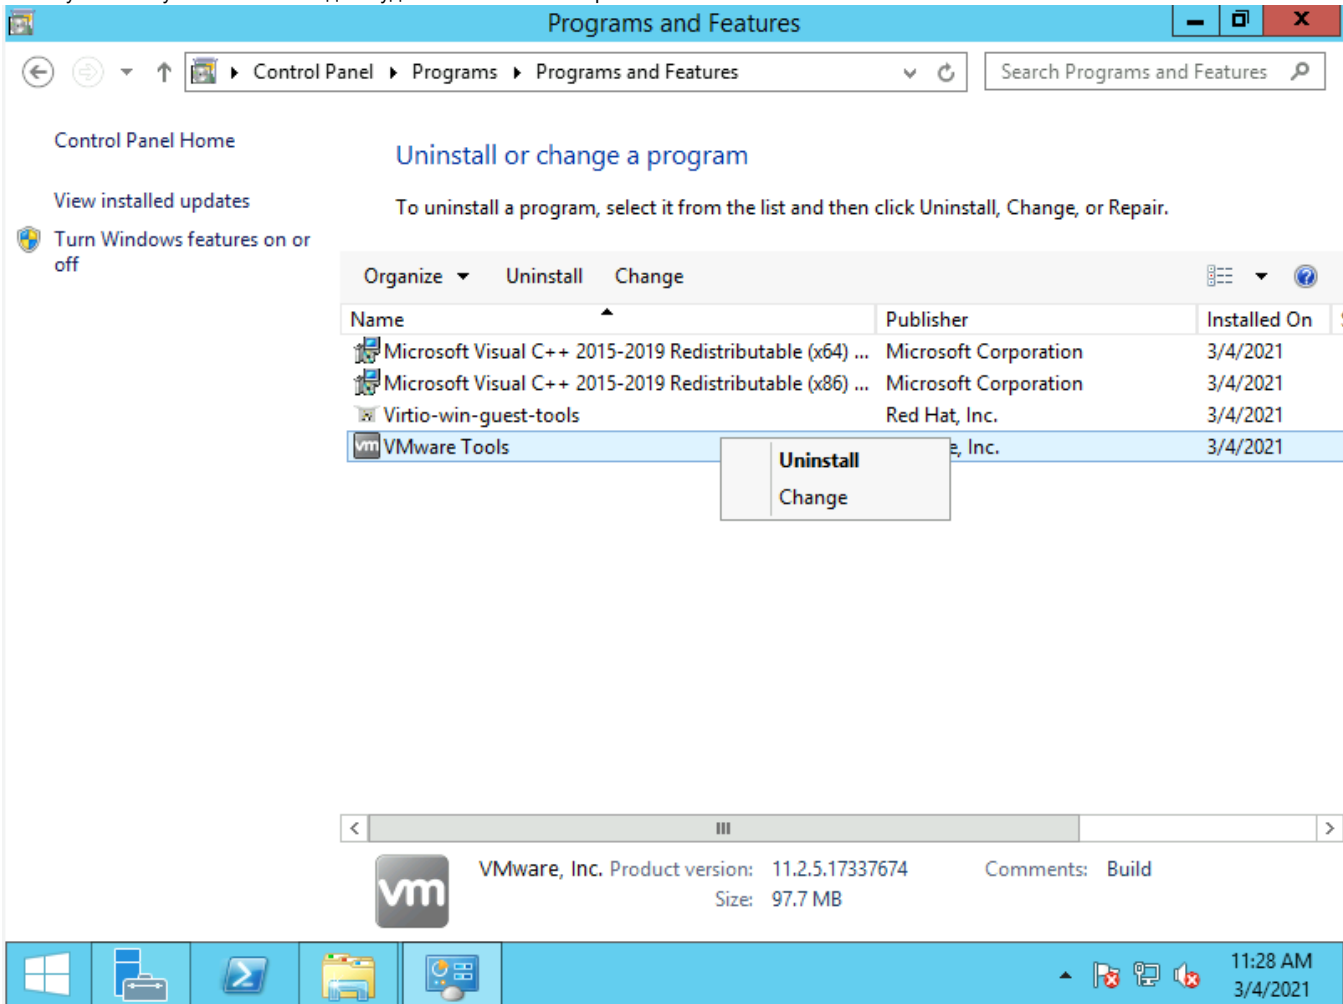 Programs and Features
Control Panel Programs Programs and Features
Search Programs and Features
Control Panel Home
View installed updates
Turn Windows features on or
off
Uninstall or change a program
To uninstall a program, select it from the list and then click Uninstall, Change, or Repair.
Organize Uninstall Change
Name Publisher Installed On
Microsoft Visual C++ 2015-2019 Redistributable (x64) ... Microsoft Corporation 3/4/2021
Microsoft Visual C++ 2015-2019 Redistributable (x86) ... Microsoft Corporation 3/4/2021
Virtio-win-guest-tools Red Hat, Inc. 3/4/2021
vm VMware Tools , Inc. 3/4/2021
Uninstall
Change
vm
VMware, Inc. Product version: 11.2.5.17337674 Comments: Build
Size: 97.7 MB
11:28 AM
3/4/2021